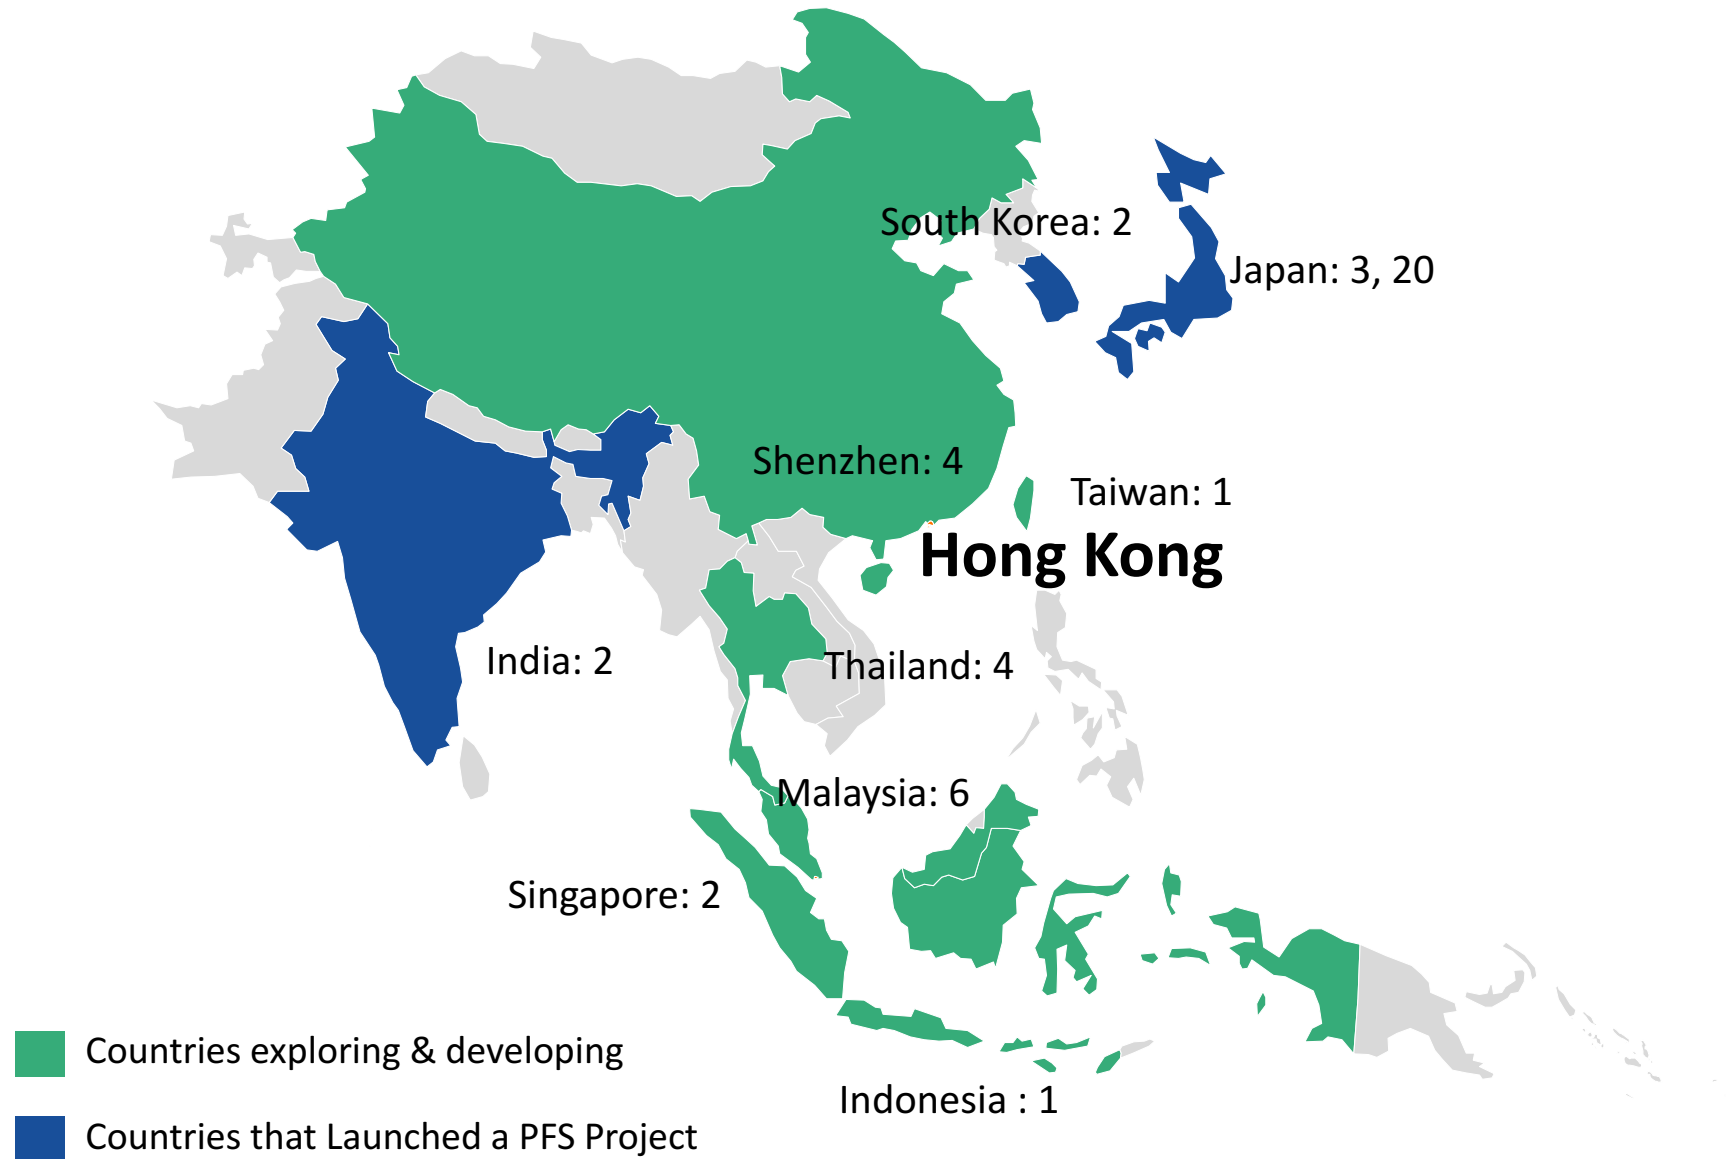 South Korea: 2
Japan: 3, 20
Shenzhen: 4
Taiwan: 1
Hong Kong
India: 2
Thailand: 4
Malaysia: 6
Singapore: 2
Countries exploring & developing
Indonesia : 1
Countries that Launched a PFS Project